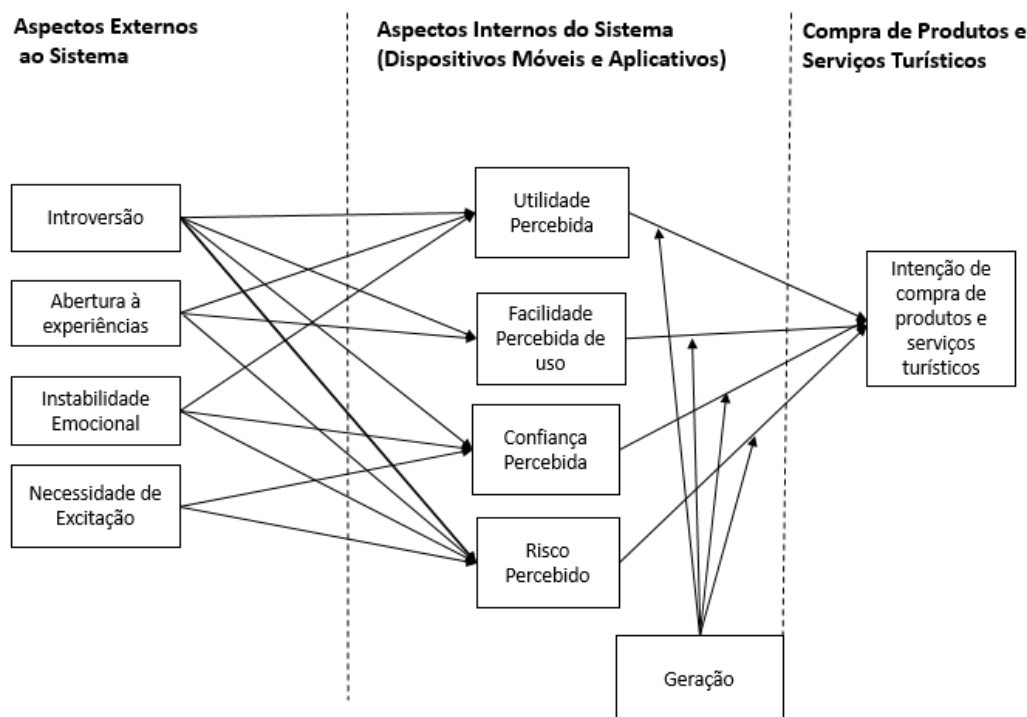 Aspectos Externos
ao Sistema
Aspectos Internos do Sistema
(Dispositivos Móveis e Aplicativos)
Compra de Produtos e
Serviços Turísticos
Introversão
Abertura à
experiências
Instabilidade
Emocional
Necessidade de
Excitação
Utilidade
Percebida
Facilidade
Percebida de
uso
Confiança
Percebida
Risco
Percebido
Geração
Intenção de
compra de
produtos e
serviços
turísticos